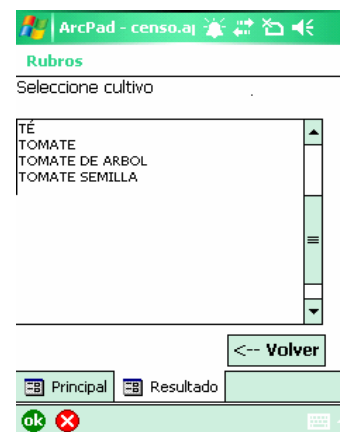 ArcPad - censo.a
Rubros
Seleccione cultivo
TÉ
TOMATE
TOMATE DE ARBOL
TOMATE SEMILLA
<-- Volver
Principal Resultado
ok